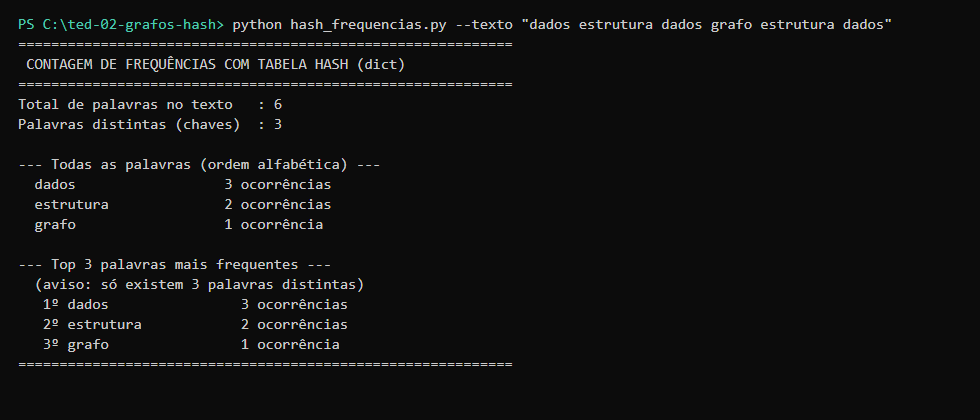 PS C:\ted-02-grafos-hash> python hash_frequencias.py --texto "dados estrutura dados grafo estrutura dados"
============================================================
CONTAGEM DE FREQUÊNCIAS COM TABELA HASH (dict)
============================================================
Total de palavras no texto   : 6
Palavras distintas (chaves)  : 3
--- Todas as palavras (ordem alfabética) ---
dados                  3 ocorrências
estrutura              2 ocorrências
grafo                  1 ocorrência
--- Top 3 palavras mais frequentes ---
(aviso: só existem 3 palavras distintas)
1º dados                3 ocorrências
2º estrutura            2 ocorrências
3º grafo                1 ocorrência
============================================================